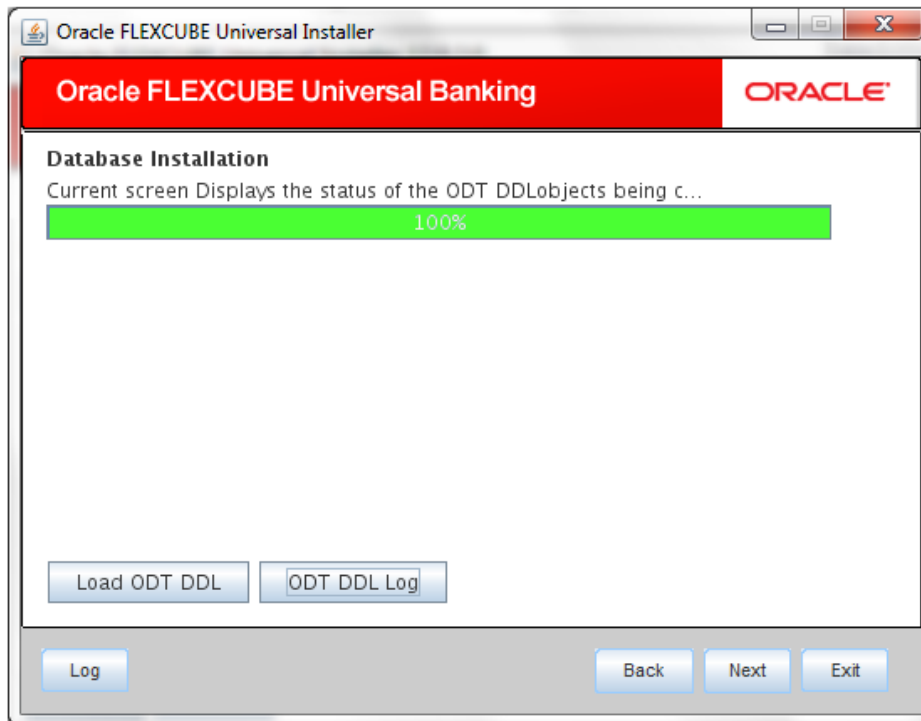 Oracle FLEXCUBE Universal Installer
Oracle FLEXCUBE Universal Banking
ORACLE
Database Installation
Current screen Displays the status of the ODT DDLobjects being c...
100%
Load ODT DDL
ODT DDL Log
Log
Back
Next
Exit